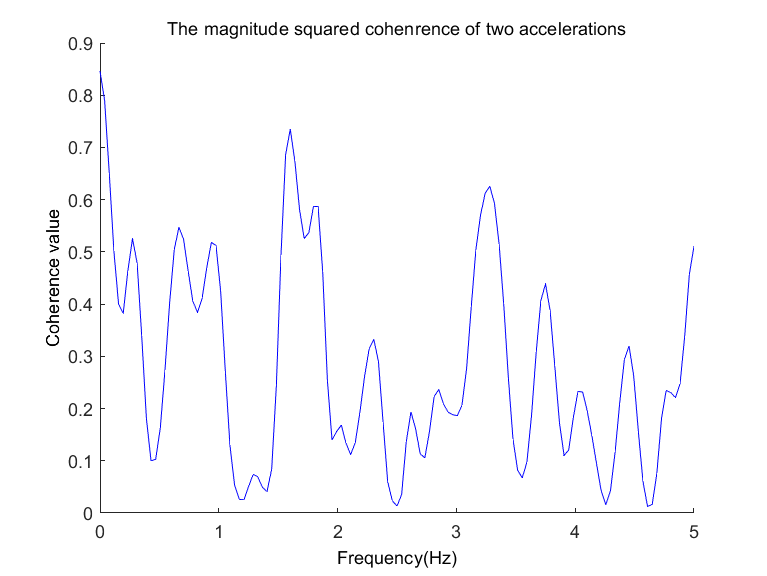 The magnitude squared cohenrence of two accelerations
0.9
0.8
0.7
0.6
0.5
0.4
0.3
0.2
0.1
0
Coherence value
0 1 2 3 4 5
Frequency(Hz)